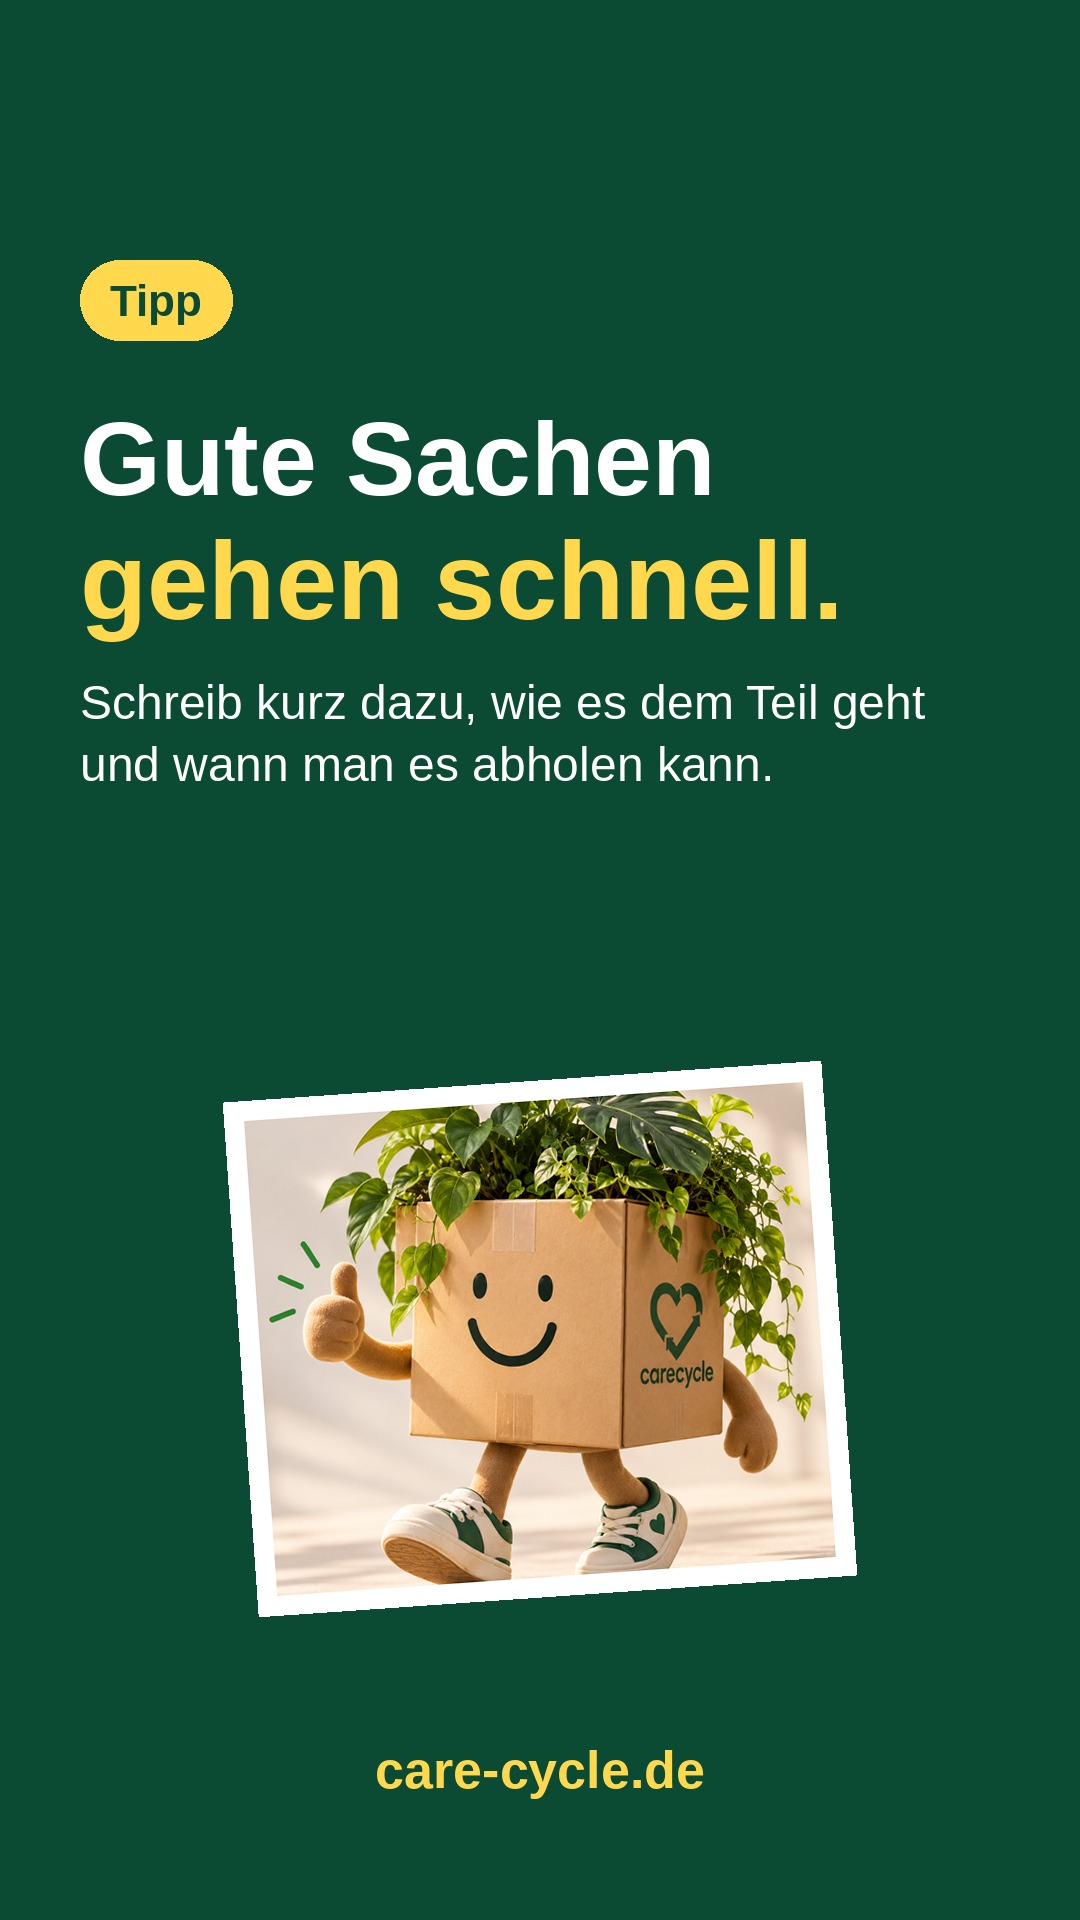 Tipp
Gute Sachen
gehen schnell.
Schreib kurz dazu, wie es dem Teil geht
und wann man es abholen kann.
carecycle
care-cycle.de